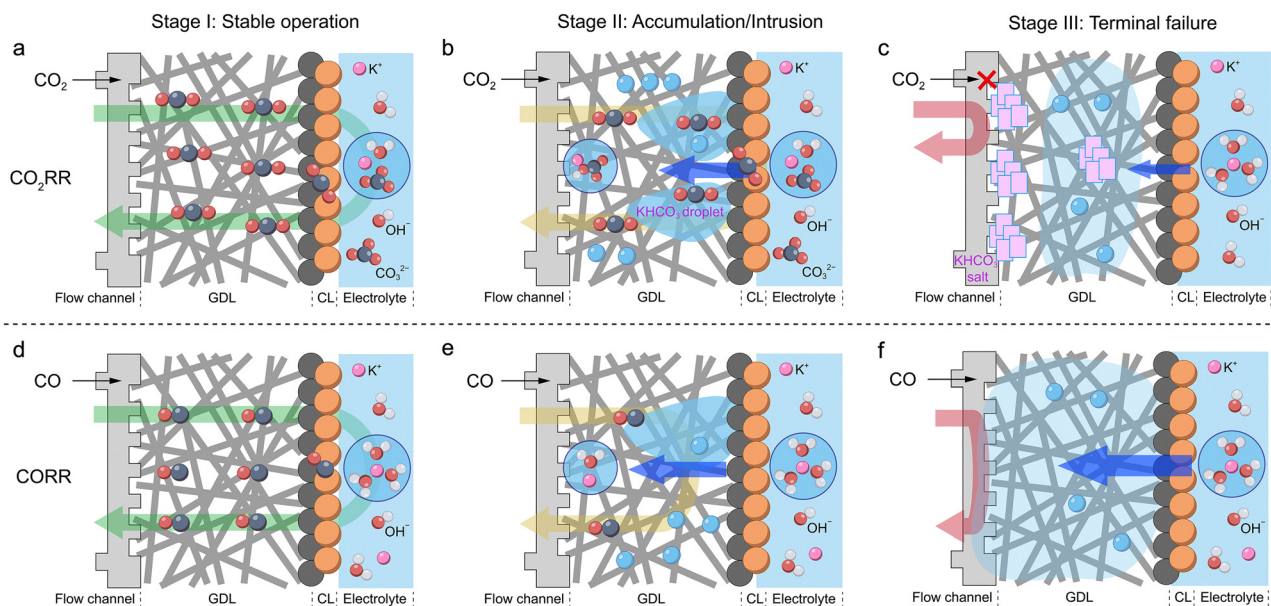 Stage I: Stable operation
Stage II: Accumulation/Intrusion
Stage III: Terminal failure
a
CO₂
K⁺
OH⁻
CO₃²⁻
Flow channel
GDL
CL
Electrolyte
b
CO₂
K⁺
KHCO₃ droplet
OH⁻
CO₃²⁻
Flow channel
GDL
CL
Electrolyte
c
CO₂
K⁺
OH⁻
KHCO₃
salt
Flow channel
GDL
CL
Electrolyte
CO₂RR
d
CO
K⁺
OH⁻
Flow channel
GDL
CL
Electrolyte
e
CO
K⁺
OH⁻
Flow channel
GDL
CL
Electrolyte
f
CO
K⁺
OH⁻
Flow channel
GDL
CL
Electrolyte
CORR